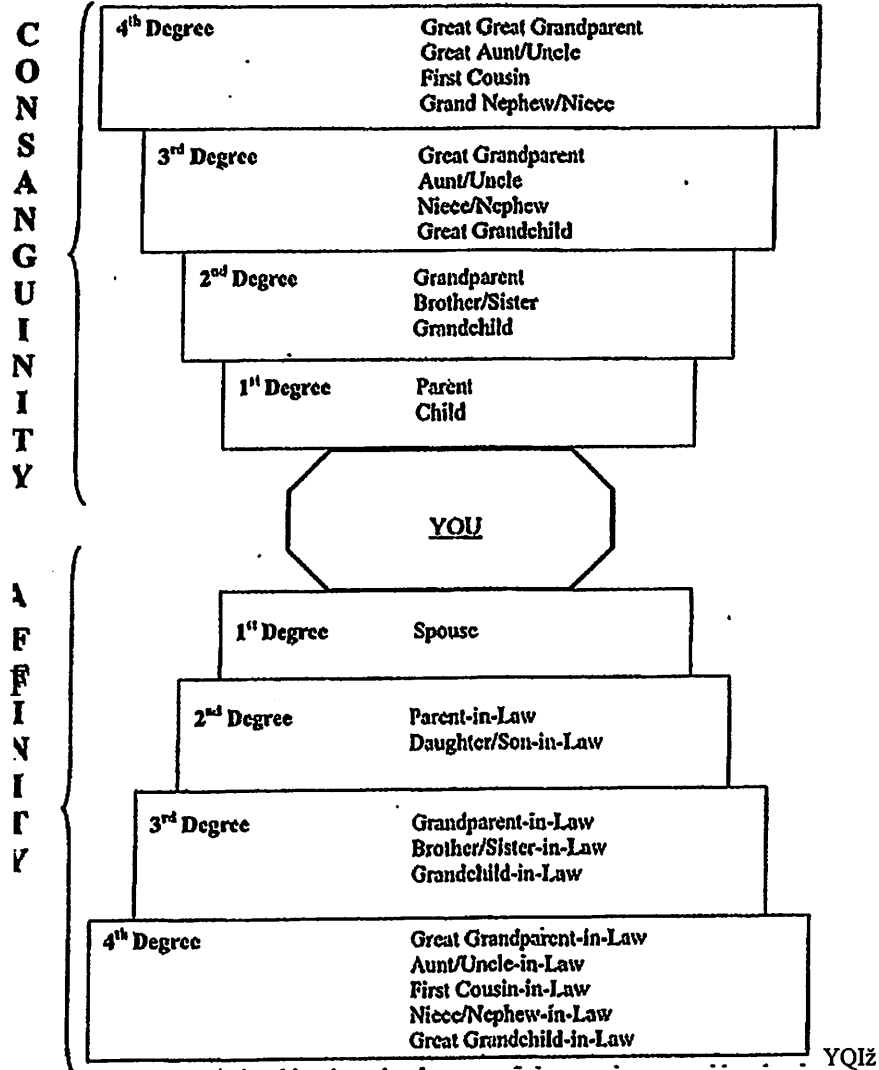 CONSANGUINITY
4th Degree Great Great Grandparent
Great Aunt/Uncle
First Cousin
Grand Nephew/Niece
3rd Degree Great Grandparent
Aunt/Uncle
Niece/Nephew
Great Grandchild
2nd Degree Grandparent
Brother/Sister
Grandchild
1st Degree Parent
Child
YOU
AFFINITY
1st Degree Spouse
2nd Degree Parent-in-Law
Daughter/Son-in-Law
3rd Degree Grandparent-in-Law
Brother/Sister-in-Law
Grandchild-in-Law
4th Degree Great Grandparent-in-Law
Aunt/Uncle-in-Law
First Cousin-in-Law
Niece/Nephew-in-Law
Great Grandchild-in-Law
YQIž